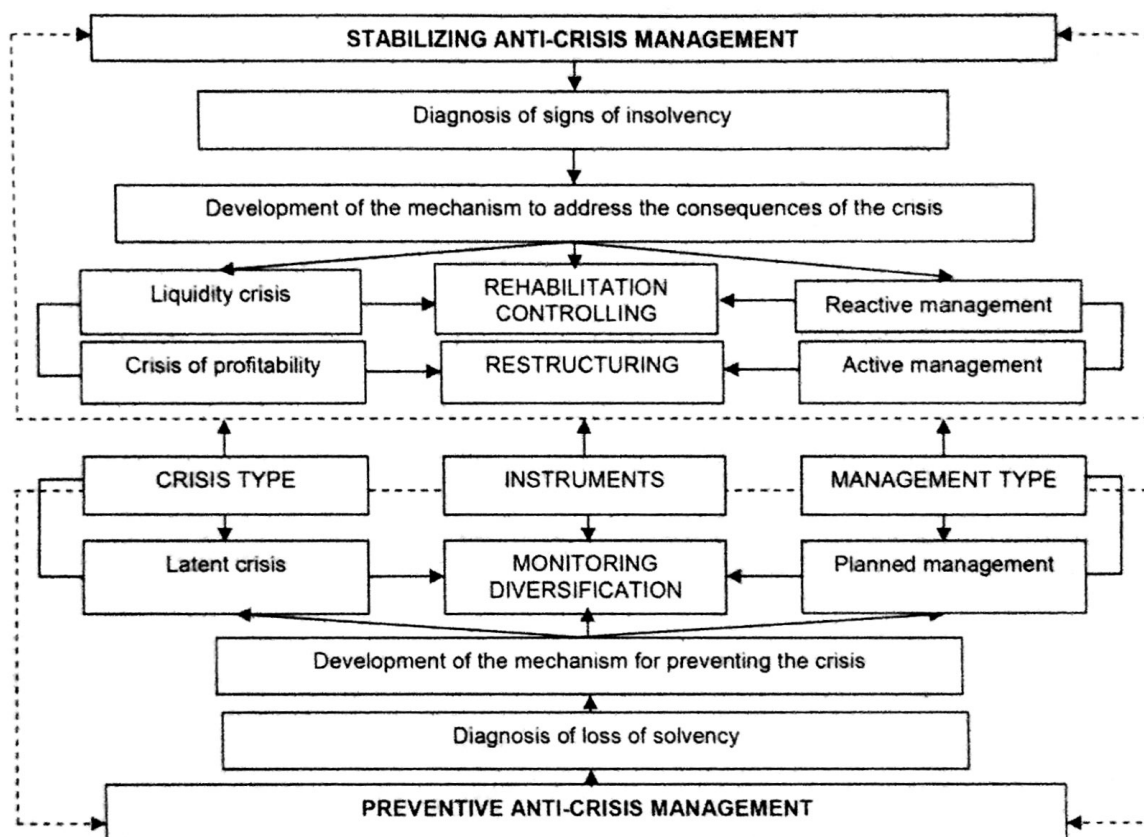 STABILIZING ANTI-CRISIS MANAGEMENT
Diagnosis of signs of insolvency
Development of the mechanism to address the consequences of the crisis
Liquidity crisis
REHABILITATION
CONTROLLING
Reactive management
Crisis of profitability
RESTRUCTURING
Active management
CRISIS TYPE
INSTRUMENTS
MANAGEMENT TYPE
Latent crisis
MONITORING
DIVERSIFICATION
Planned management
Development of the mechanism for preventing the crisis
Diagnosis of loss of solvency
PREVENTIVE ANTI-CRISIS MANAGEMENT